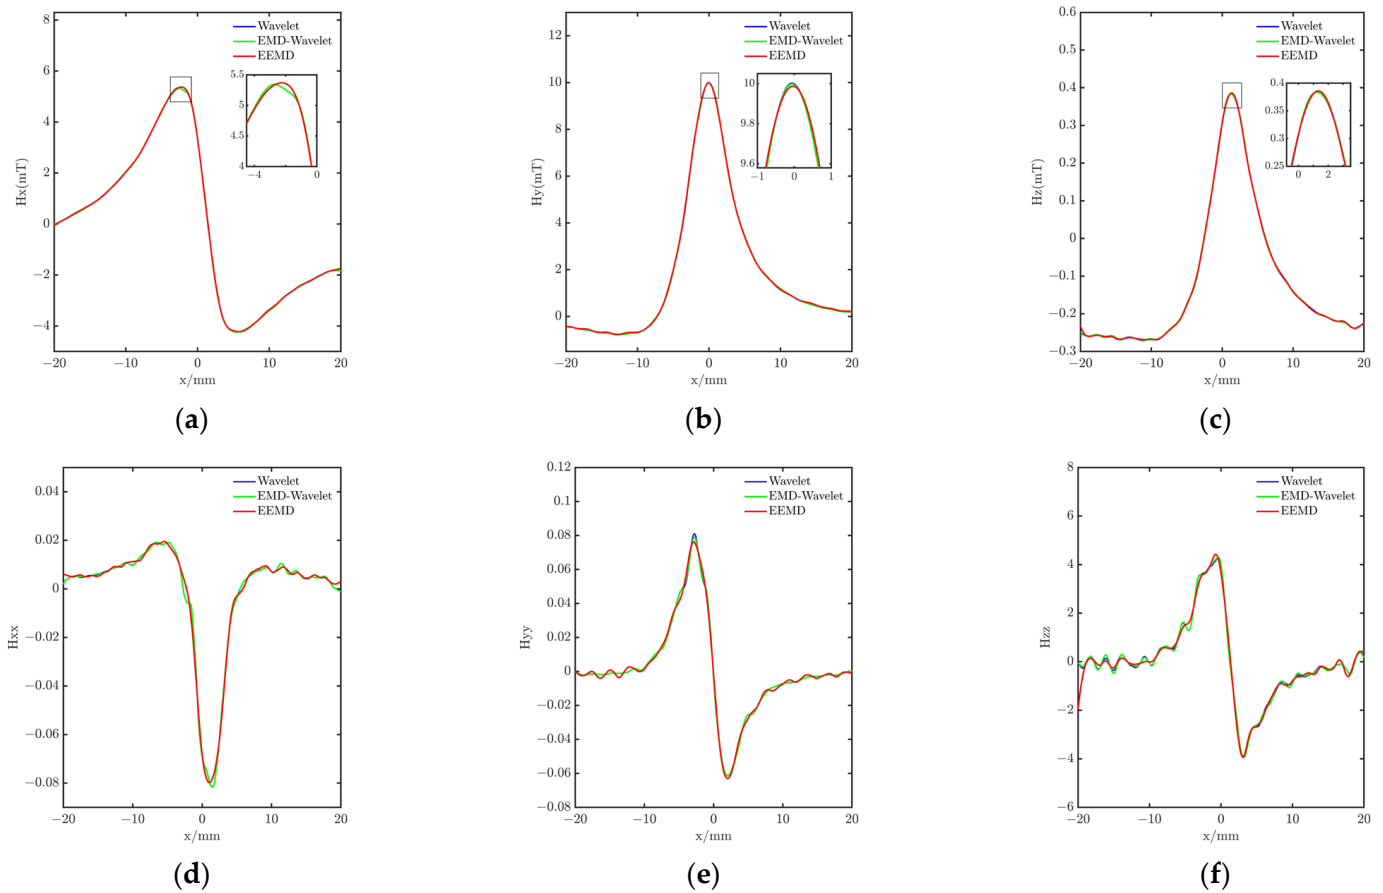 8
6
4
2
0
−2
−4
Hx(mT)
Wavelet
EMD-Wavelet
EEMD
5.5
5
4.5
4
−4
−2
0
−20
−10
0
10
20
x/mm
(a)
12
10
8
6
4
2
0
Hy(mT)
Wavelet
EMD-Wavelet
EEMD
10
9.8
9.6
−1
0
1
−20
−10
0
10
20
x/mm
(b)
0.6
0.5
0.4
0.3
0.2
0.1
0
−0.1
−0.2
−0.3
Hz(mT)
Wavelet
EMD-Wavelet
EEMD
0.4
0.35
0.3
0.25
0
2
−20
−10
0
10
20
x/mm
(c)
0.04
0.02
0
−0.02
−0.04
−0.06
−0.08
Hxx
Wavelet
EMD-Wavelet
EEMD
−20
−10
0
10
20
x/mm
(d)
0.12
0.1
0.08
0.06
0.04
0.02
0
−0.02
−0.04
−0.06
−0.08
Hyy
Wavelet
EMD-Wavelet
EEMD
−20
−10
0
10
20
x/mm
(e)
8
6
4
2
0
−2
−4
−6
Hzz
Wavelet
EMD-Wavelet
EEMD
−20
−10
0
10
20
x/mm
(f)